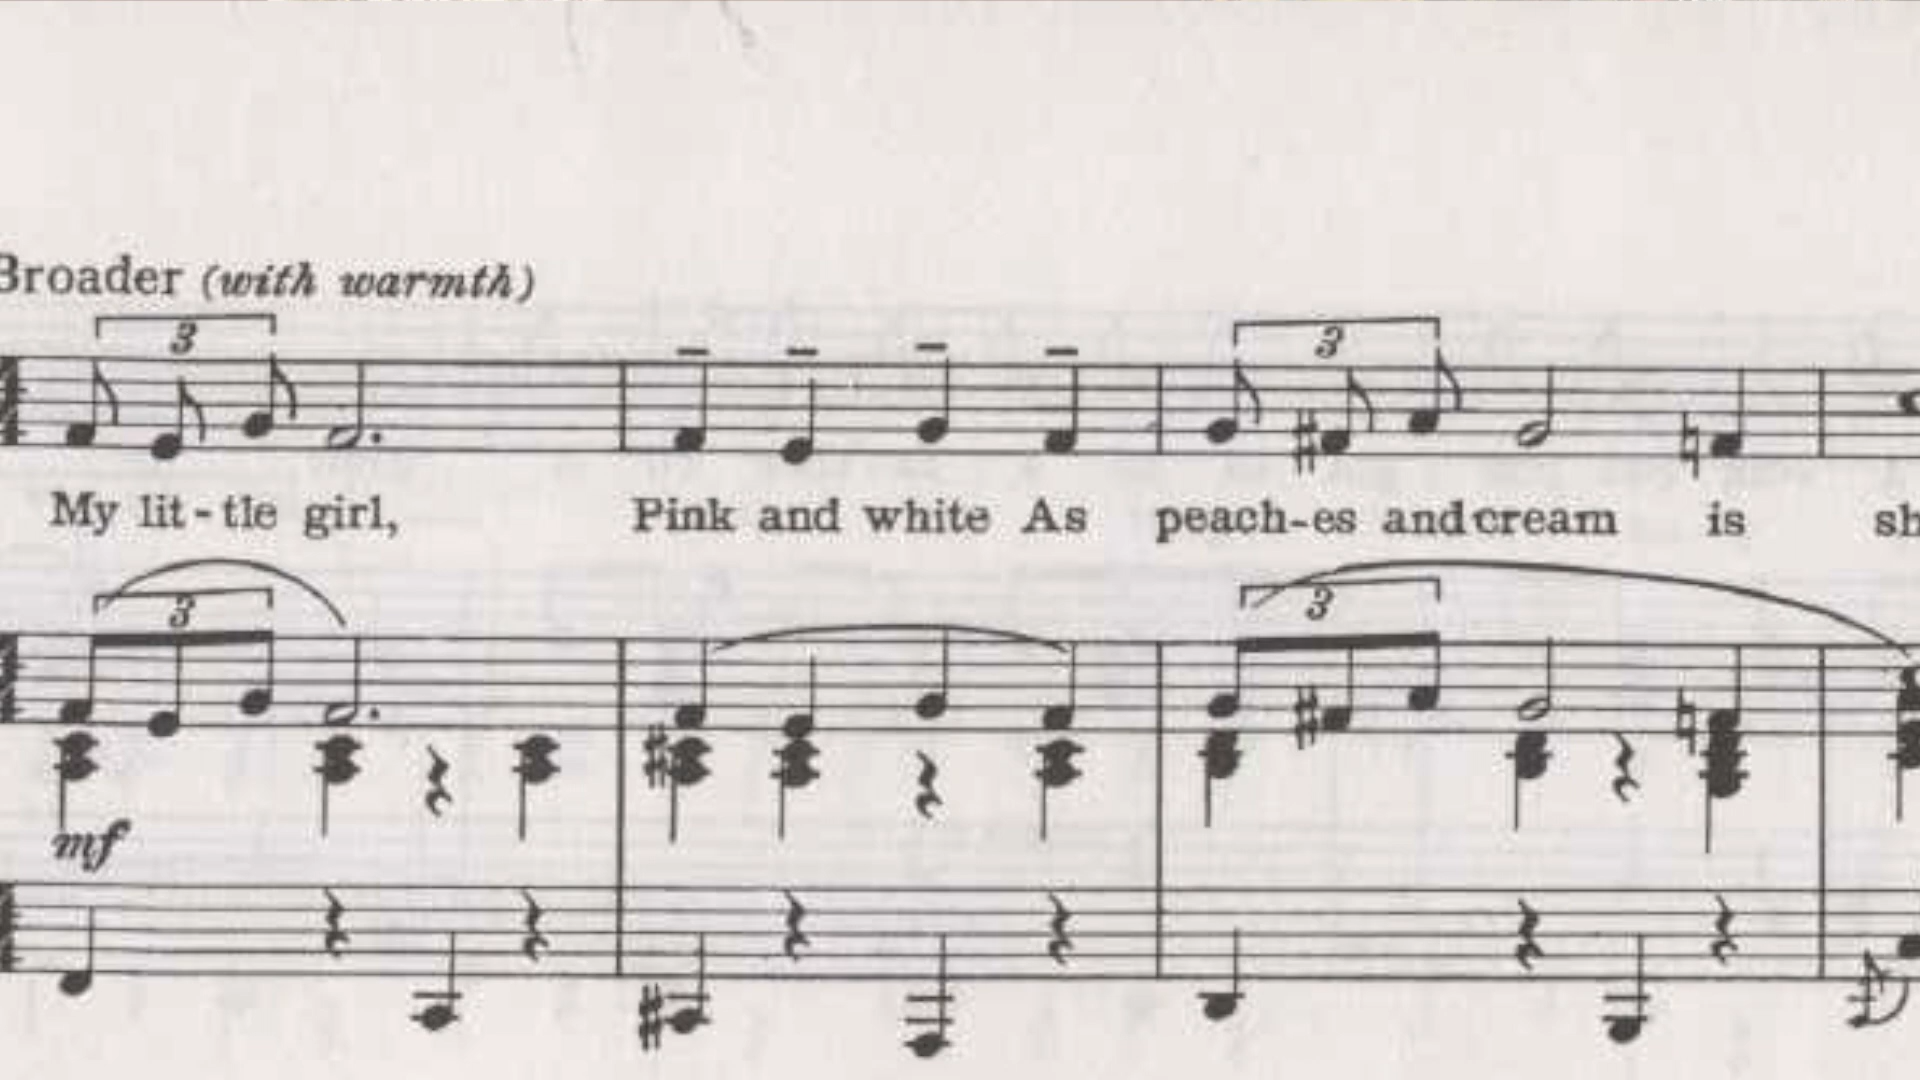 Broader (with warmth)
3 3
My lit-tle girl, Pink and white As peach-es and cream is
3 3
mf